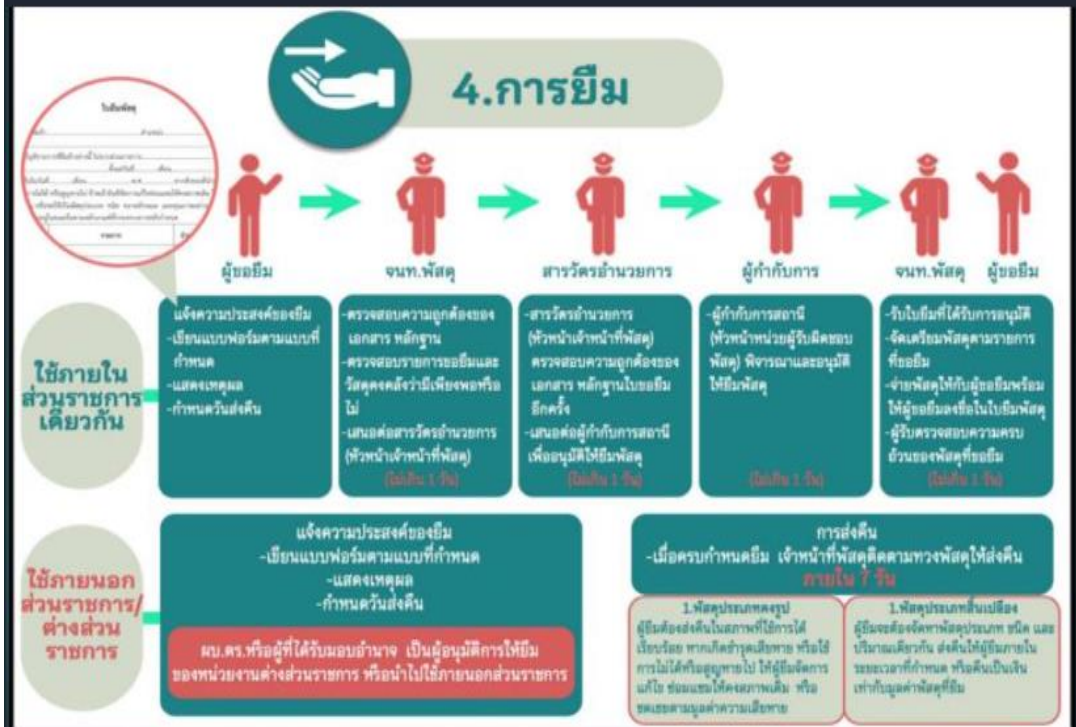 4.การยืม
ใบยืมพัสดุ
ผู้ขอยืม
จนท.พัสดุ
สารวัตรอำนวยการ
ผู้กำกับการ
จนท.พัสดุ
ผู้ขอยืม
ใช้ภายใน
ส่วนราชการ
เดียวกัน
แจ้งความประสงค์ของยืม
-เขียนแบบฟอร์มตามแบบที่
กำหนด
-แสดงเหตุผล
-กำหนดวันส่งคืน
-ตรวจสอบความถูกต้องของ
เอกสาร หลักฐาน
-ตรวจสอบรายการขอยืมและ
วัสดุคงคลังว่ามีเพียงพอหรือ
ไม่
-เสนอต่อสารวัตรอำนวยการ
(หัวหน้าเจ้าหน้าที่พัสดุ)
(ไม่เกิน 1 วัน)
-สารวัตรอำนวยการ
(หัวหน้าเจ้าหน้าที่พัสดุ)
ตรวจสอบความถูกต้องของ
เอกสาร หลักฐานใบขอยืม
อีกครั้ง
-เสนอต่อผู้กำกับการสถานี
เพื่ออนุมัติให้ยืมพัสดุ
(ไม่เกิน 1 วัน)
-ผู้กำกับการสถานี
(หัวหน้าหน่วยผู้รับผิดชอบ
พัสดุ) พิจารณาและอนุมัติ
ให้ยืมพัสดุ
(ไม่เกิน 1 วัน)
-รับใบยืมที่ได้รับการอนุมัติ
-จัดเตรียมพัสดุตามรายการ
ที่ขอยืม
-จ่ายพัสดุให้กับผู้ขอยืมพร้อม
ให้ผู้ขอยืมลงชื่อในใบยืมพัสดุ
-ผู้รับตรวจสอบความครบ
ถ้วนของพัสดุที่ขอยืม
(ไม่เกิน 1 วัน)
ใช้ภายนอก
ส่วนราชการ/
ต่างส่วน
ราชการ
แจ้งความประสงค์ของยืม
-เขียนแบบฟอร์มตามแบบที่กำหนด
-แสดงเหตุผล
-กำหนดวันส่งคืน
ผบ.ตร.หรือผู้ที่ได้รับมอบอำนาจ เป็นผู้อนุมัติการให้ยืม
ของหน่วยงานต่างส่วนราชการ หรือนำไปใช้ภายนอกส่วนราชการ
การส่งคืน
-เมื่อครบกำหนดยืม เจ้าหน้าที่พัสดุติดตามทวงพัสดุให้ส่งคืน
ภายใน 7 วัน
1.พัสดุประเภทคงรูป
ผู้ยืมต้องส่งคืนในสภาพที่ใช้การได้
เรียบร้อย หากเกิดชำรุดเสียหาย หรือใช้
การไม่ได้หรือสูญหายไป ให้ผู้ยืมจัดการ
แก้ไข ซ่อมแซมให้คงสภาพเดิม หรือ
ชดเชยตามมูลค่าความเสียหาย
1.พัสดุประเภทสิ้นเปลือง
ผู้ยืมจะต้องจัดหาพัสดุประเภท ชนิด และ
ปริมาณเดียวกัน ส่งคืนให้ผู้ยืมภายใน
ระยะเวลาที่กำหนด หรือคืนเป็นเงิน
เท่ากับมูลค่าพัสดุที่ยืม